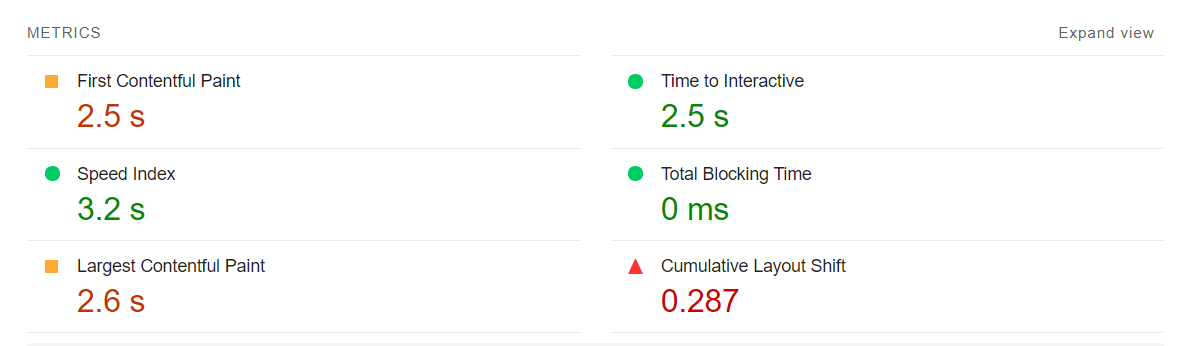 METRICS
Expand view
First Contentful Paint
2.5 s
Time to Interactive
2.5 s
Speed Index
3.2 s
Total Blocking Time
0 ms
Largest Contentful Paint
2.6 s
Cumulative Layout Shift
0.287